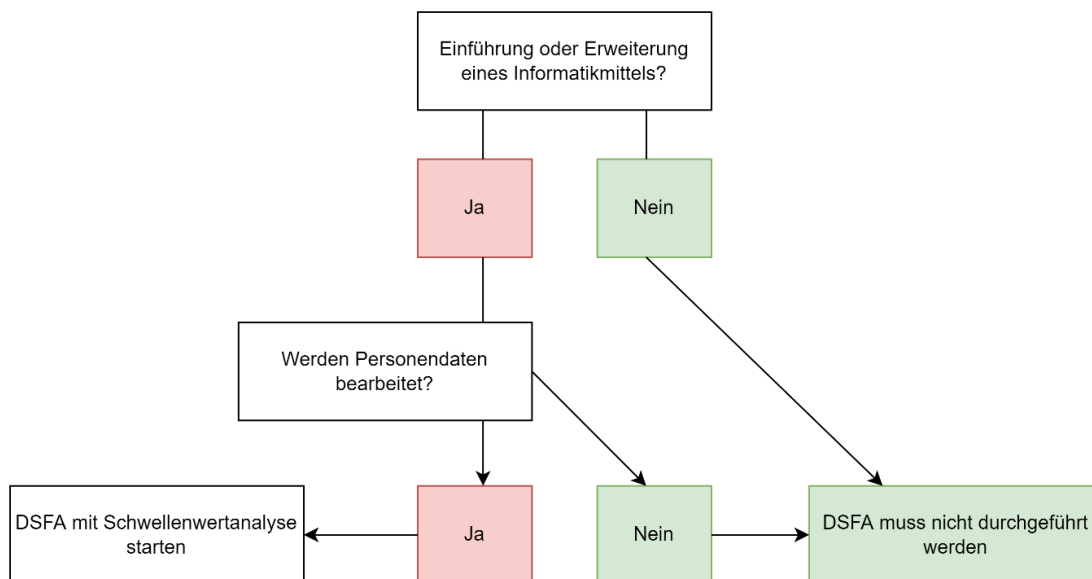 Einführung oder Erweiterung
eines Informatikmittels?
Ja
Nein
Werden Personendaten
bearbeitet?
DSFA mit Schwellenwertanalyse
starten
Ja
Nein
DSFA muss nicht durchgeführt
werden